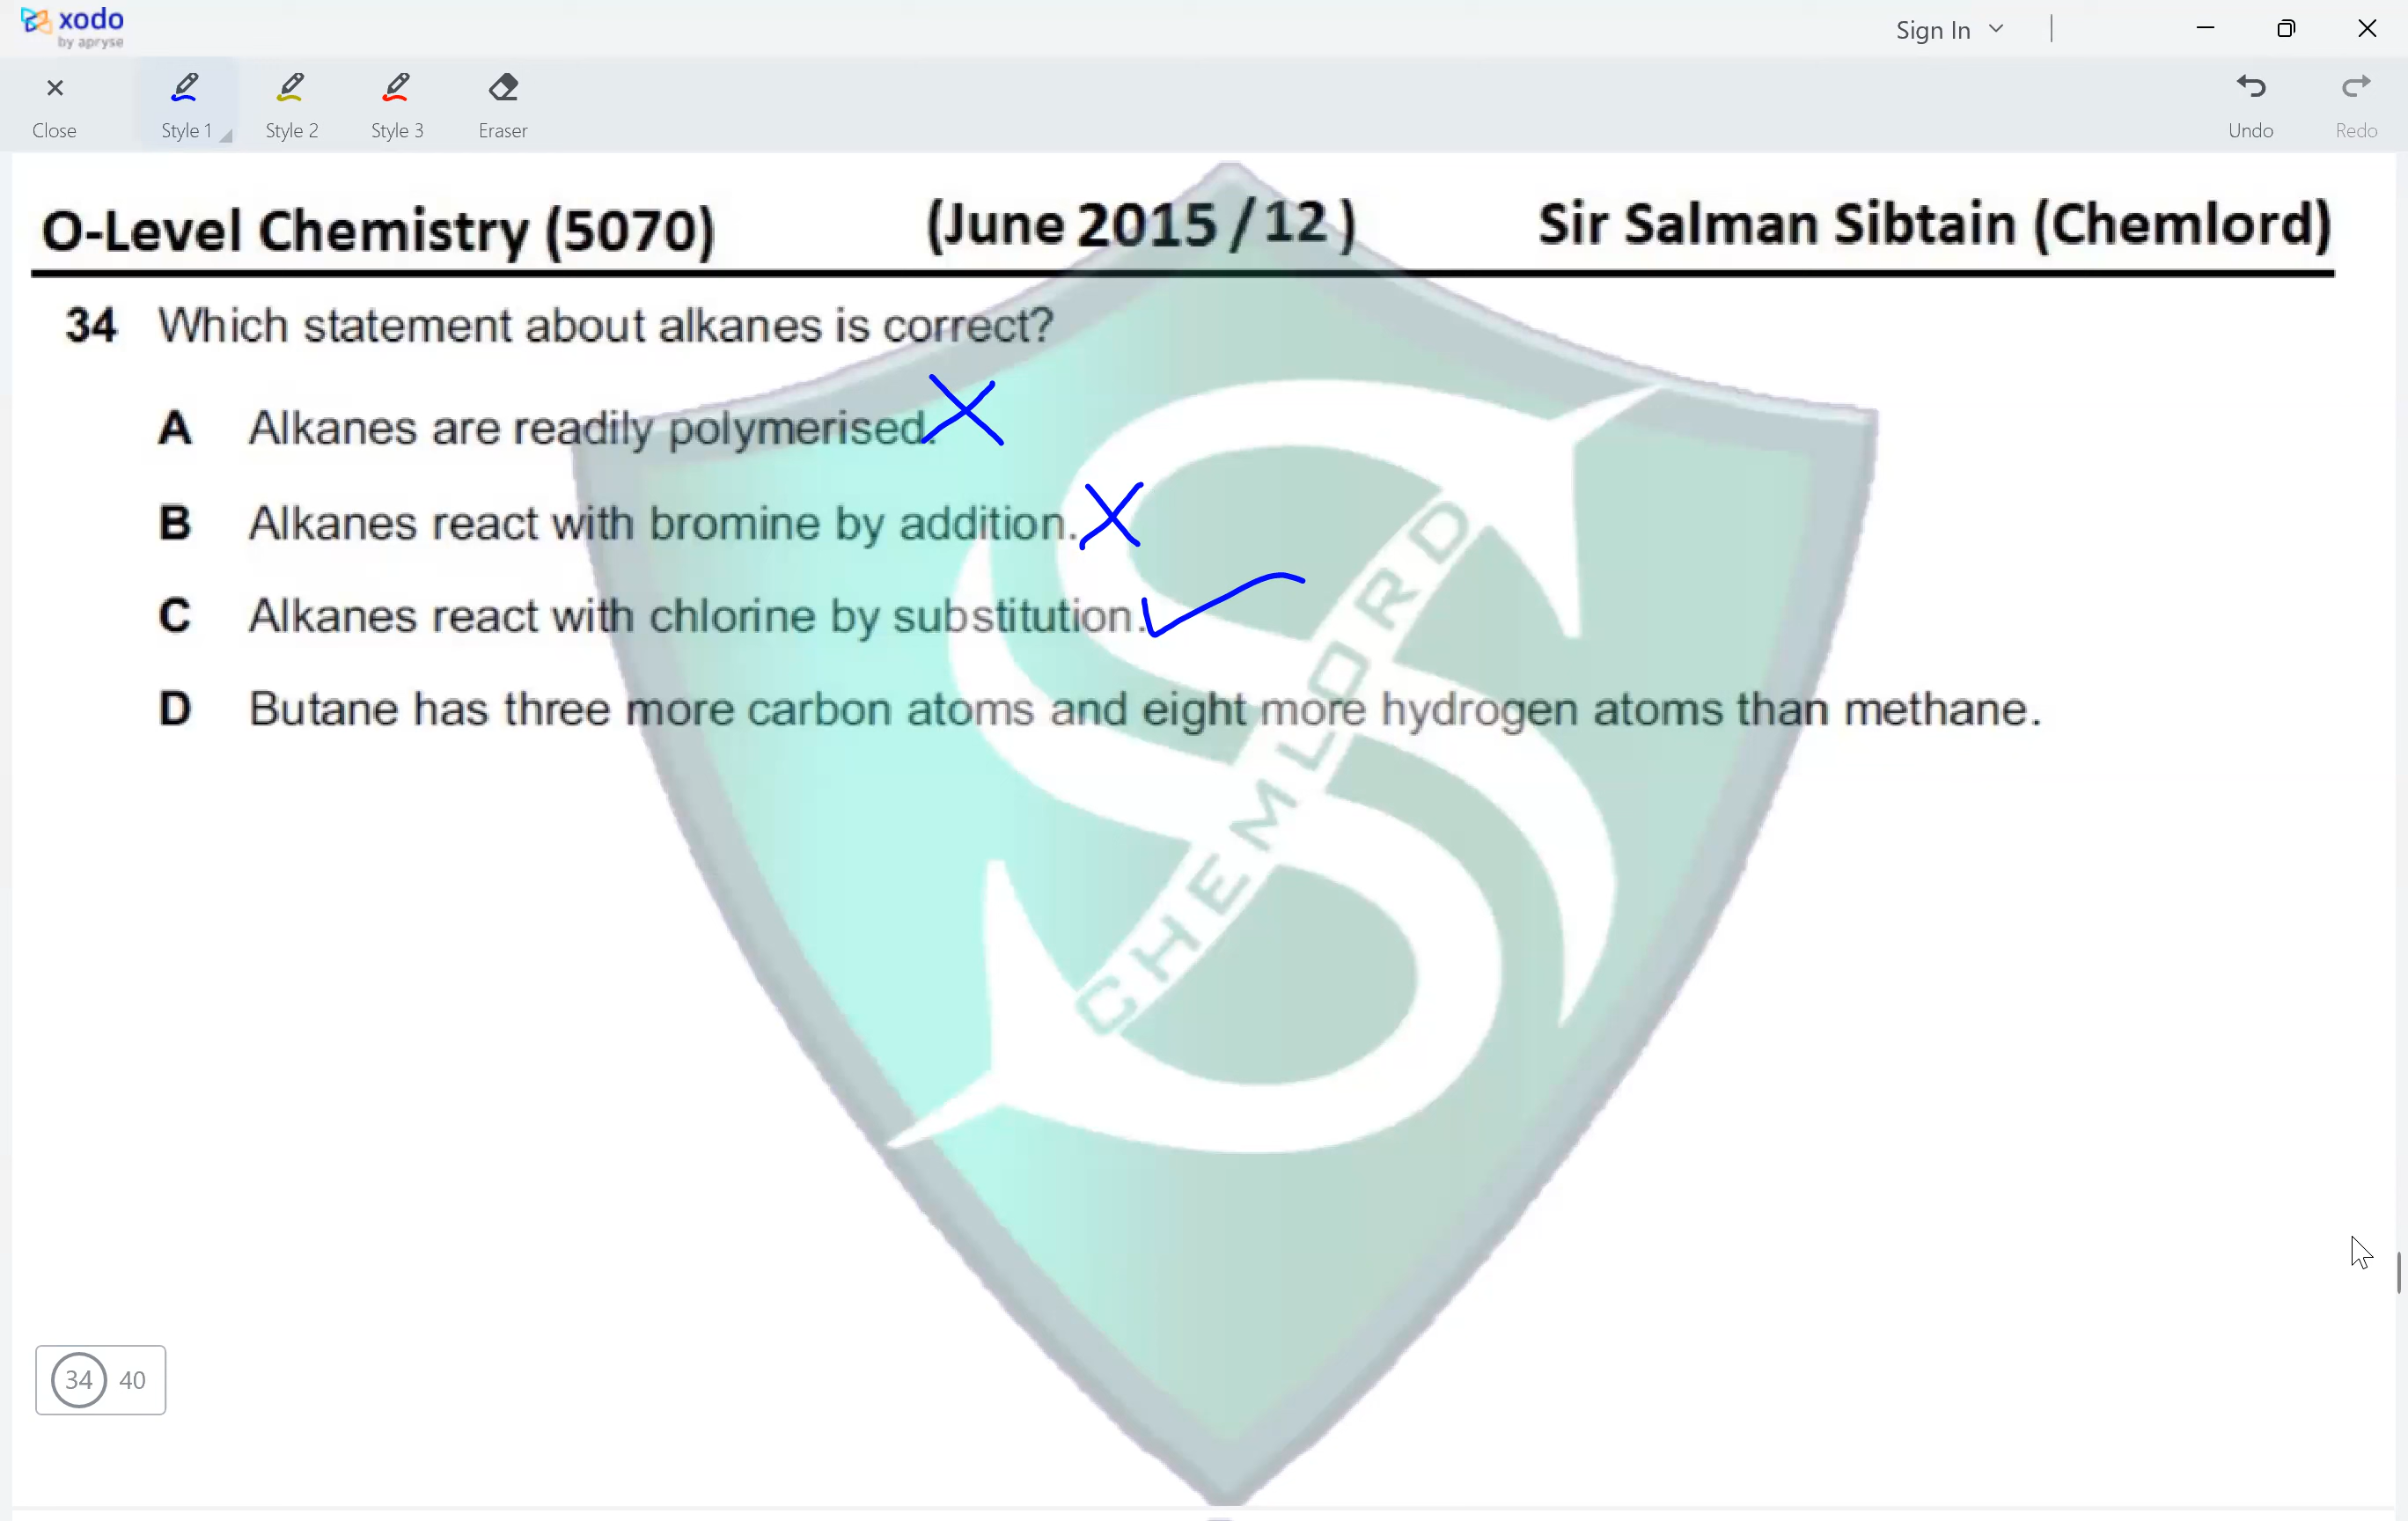 xodo
by apryse
Sign In
Close
Style 1
Style 2
Style 3
Eraser
Undo
Redo
O-Level Chemistry (5070) (June 2015 / 12 ) Sir Salman Sibtain (Chemlord)
34 Which statement about alkanes is correct?
A Alkanes are readily polymerised.
B Alkanes react with bromine by addition.
C Alkanes react with chlorine by substitution.
D Butane has three more carbon atoms and eight more hydrogen atoms than methane.
CHEMLORD
34 40